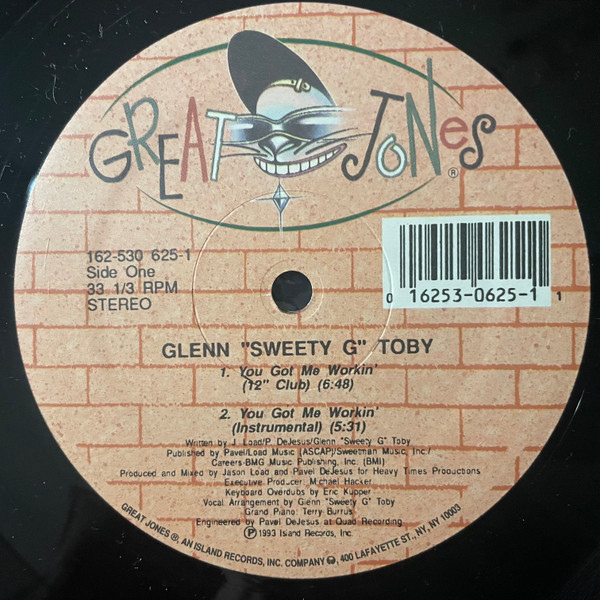 GREAT JONES ®
162-530 625-1
Side One
33 1/3 RPM
STEREO
0 16253-0625-1 1
GLENN "SWEETY G" TOBY
1. You Got Me Workin'
(12" Club) (6:48)
2. You Got Me Workin'
(Instrumental) (5:31)
Written by J. Load/P. DeJesus/Glenn "Sweety G" Toby
Published by Pavel/Load Music (ASCAP)/Sweetman Music, Inc./
Careers-BMG Music Publishing, Inc. (BMI)
Produced and Mixed by Jason Load and Pavel DeJesus for Heavy Times Productions
Executive Producer: Michael Hacker
Keyboard Overdubs by Eric Kupper
Vocal Arrangement by Glenn "Sweety G" Toby
Grand Piano: Terry Burrus
Engineered by Pavel DeJesus at Quad Recording
℗ 1993 Island Records, Inc.
GREAT JONES ®, AN ISLAND RECORDS, INC. COMPANY, 400 LAFAYETTE ST., NY, NY 10003